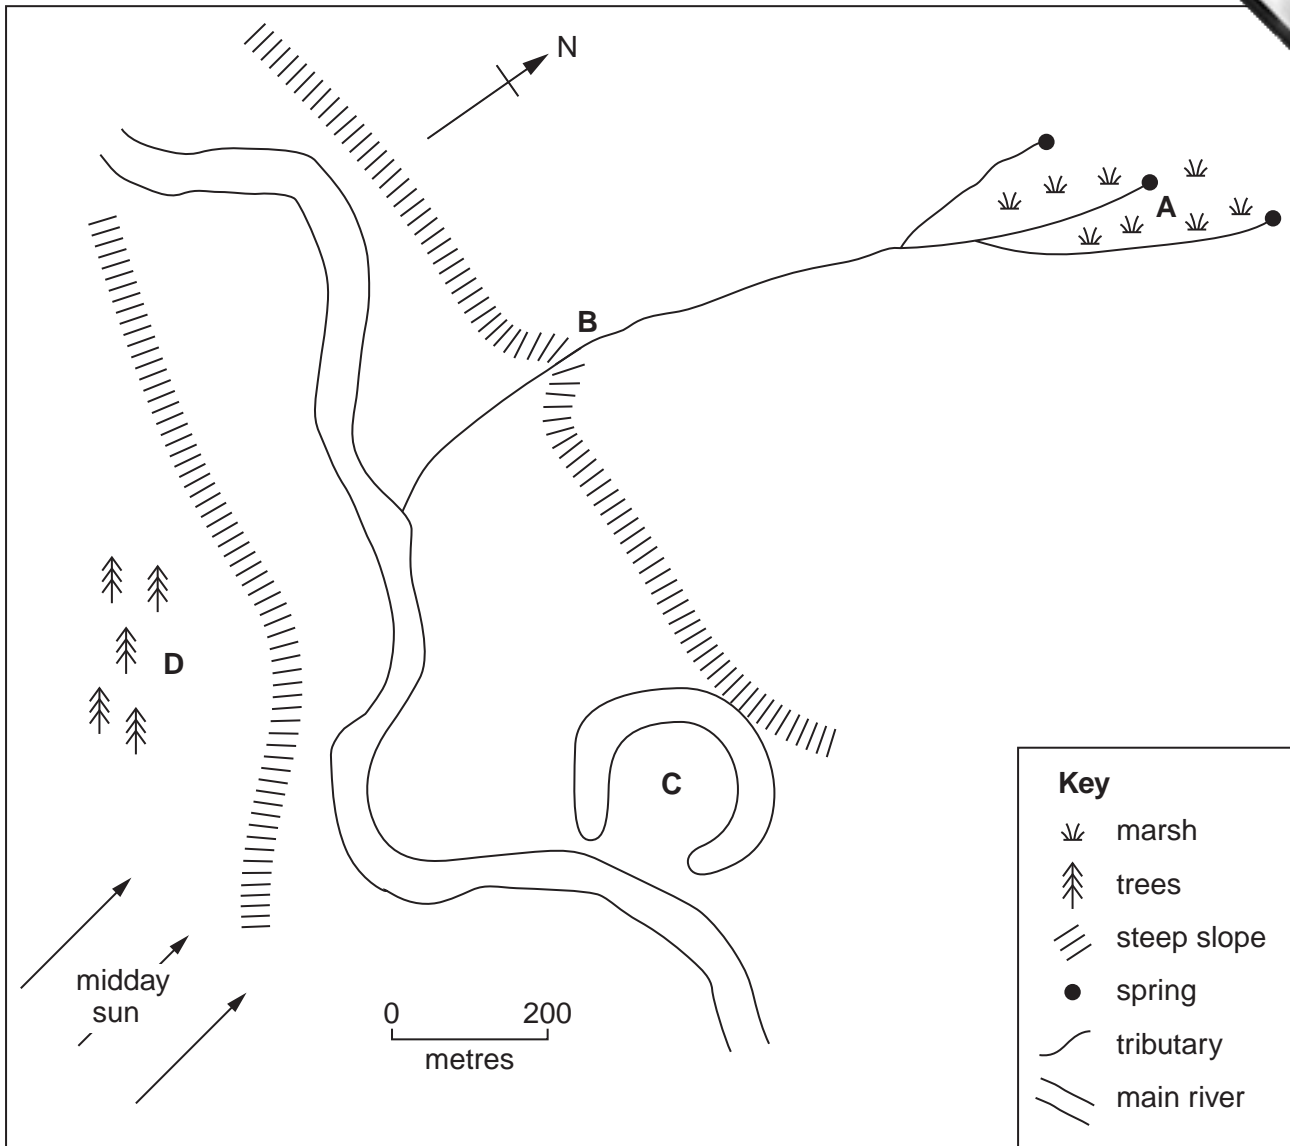 N
A
B
D
C
midday
sun
0 200
metres
Key
marsh
trees
steep slope
spring
tributary
main river